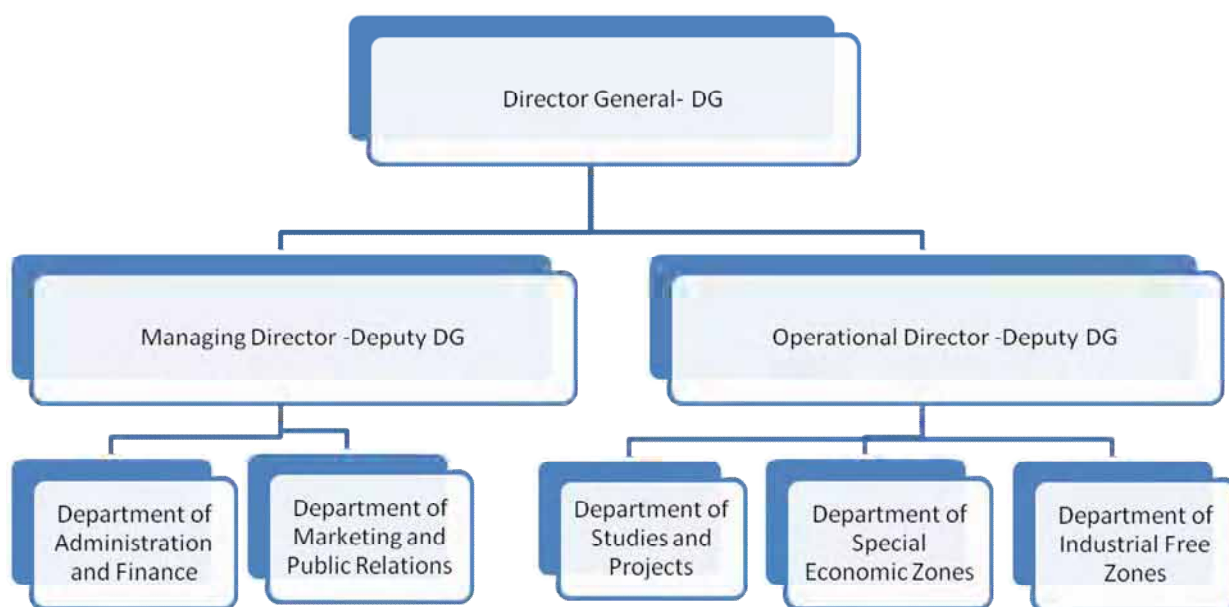 Director General- DG
Managing Director -Deputy DG
Operational Director -Deputy DG
Department of
Administration
and Finance
Department of
Marketing and
Public Relations
Department of
Studies and
Projects
Department of
Special
Economic Zones
Department of
Industrial Free
Zones